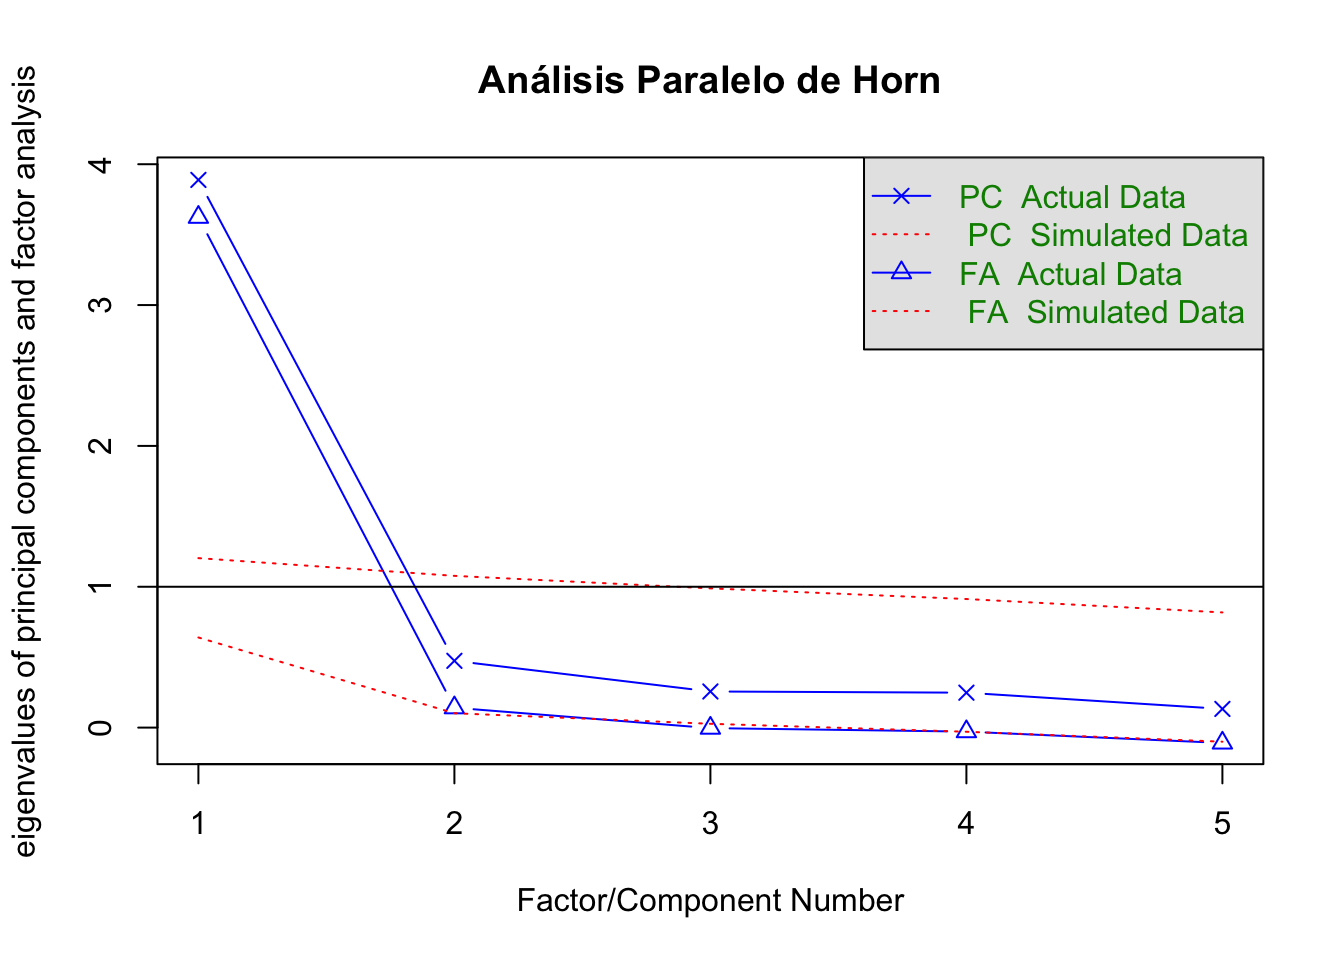 Análisis Paralelo de Horn
eigenvalues of principal components and factor analysis
4
3
2
1
0
PC Actual Data
PC Simulated Data
FA Actual Data
FA Simulated Data
1 2 3 4 5
Factor/Component Number